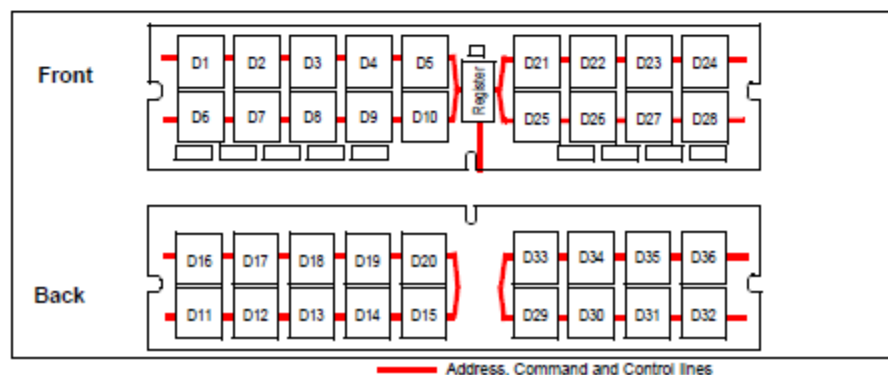 D1 D2 D3 D4 D5 D21 D22 D23 D24
Front
Register
D6 D7 D8 D9 D10 D25 D26 D27 D28
D16 D17 D18 D19 D20 D33 D34 D35 D36
Back
D11 D12 D13 D14 D15 D29 D30 D31 D32
Address, Command and Control lines